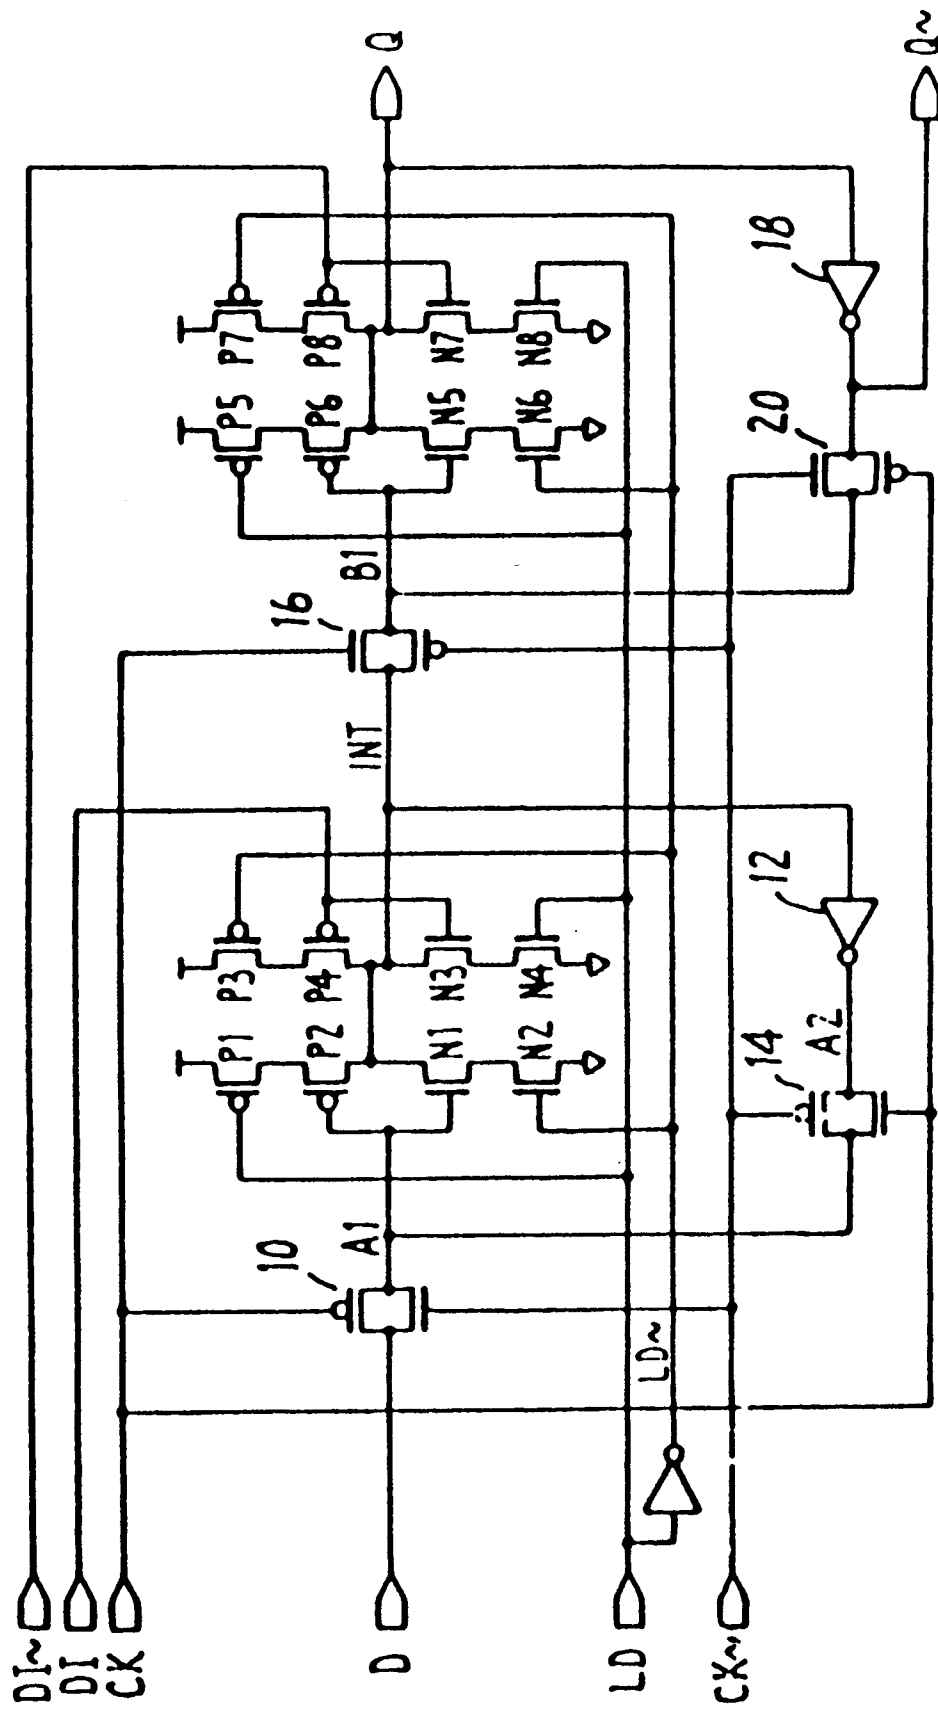 DI~
DI
CK
D
LD
CK~
LD~
10
A1
P1
P2
N1
N2
P3
P4
N3
N4
14
A2
12
INT
16
B1
P5
P6
N5
N6
P7
P8
N7
N8
20
18
Q
Q~